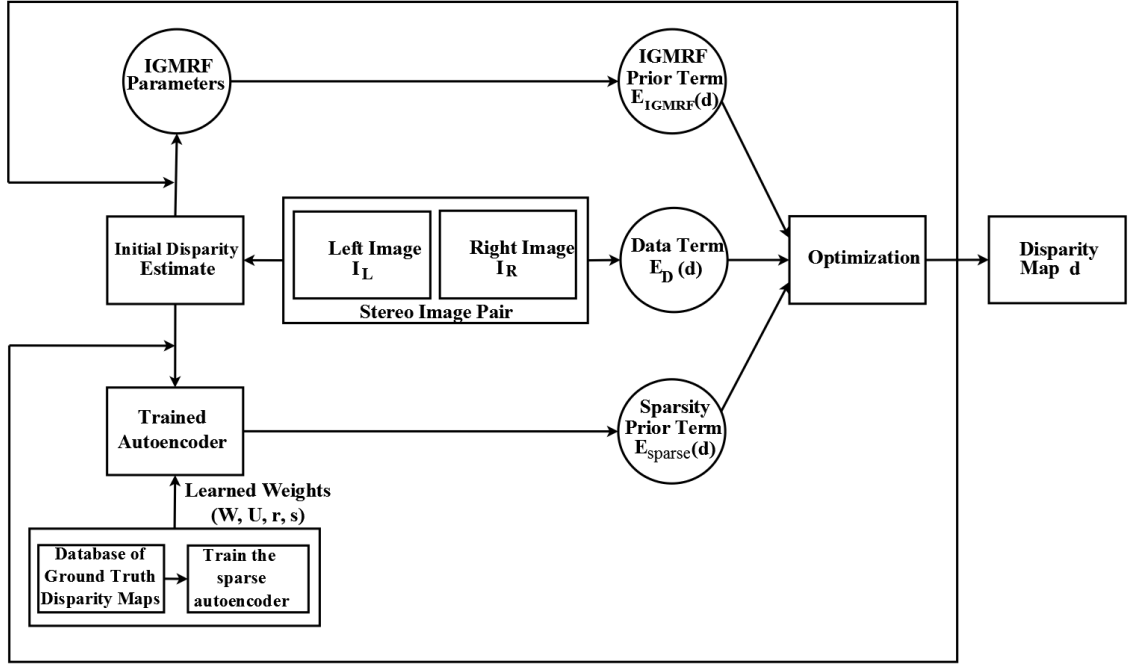 IGMRF
Parameters
IGMRF
Prior Term
E_IGMRF(d)
Initial Disparity
Estimate
Left Image
I_L
Right Image
I_R
Stereo Image Pair
Data Term
E_D (d)
Optimization
Disparity
Map d
Trained
Autoencoder
Sparsity
Prior Term
E_sparse(d)
Learned Weights
(W, U, r, s)
Database of
Ground Truth
Disparity Maps
Train the
sparse
autoencoder